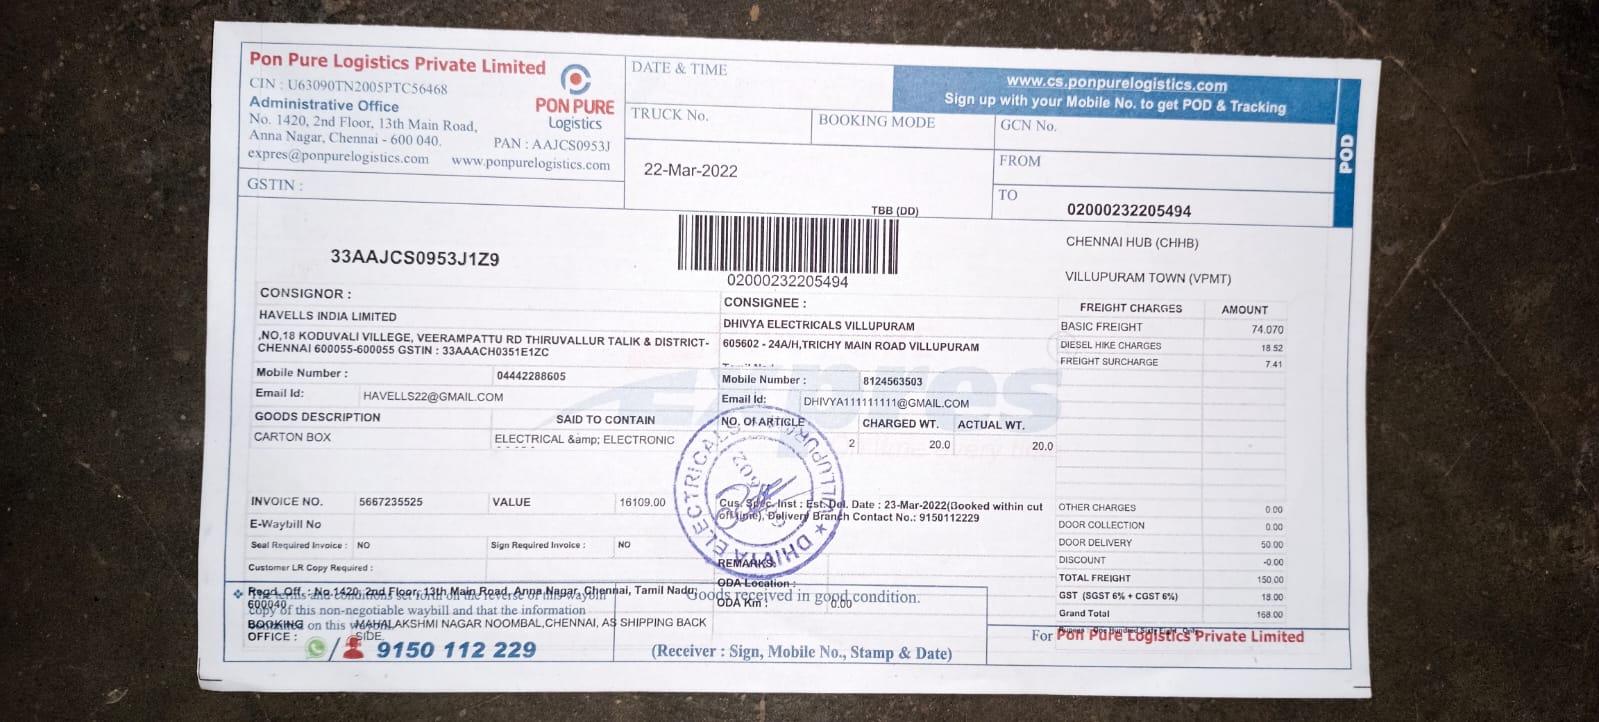 Pon Pure Logistics Private Limited
CIN : U63090TN2005PTC56468
Administrative Office
No. 1420, 2nd Floor, 13th Main Road,
Anna Nagar, Chennai - 600 040.
PAN : AAJCS0953J
expres@ponpurelogistics.com www.ponpurelogistics.com
PON PURE
Logistics
GSTIN :
DATE & TIME
www.cs.ponpurelogistics.com
Sign up with your Mobile No. to get POD & Tracking
POD
TRUCK No.
BOOKING MODE
GCN No.
22-Mar-2022
FROM
TO
TBB (DD)
02000232205494
33AAJCS0953J1Z9
02000232205494
CHENNAI HUB (CHHB)
VILLUPURAM TOWN (VPMT)
CONSIGNOR :
HAVELLS INDIA LIMITED
,NO,18 KODUVALI VILLEGE, VEERAMPATTU RD THIRUVALLUR TALIK & DISTRICT-
CHENNAI 600055-600055 GSTIN : 33AAACH0351E1ZC
Mobile Number : 04442288605
Email Id: HAVELLS22@GMAIL.COM
CONSIGNEE :
DHIVYA ELECTRICALS VILLUPURAM
605602 - 24A/H,TRICHY MAIN ROAD VILLUPURAM
Mobile Number : 8124563503
Email Id: DHIVYA111111111@GMAIL.COM
Expres
FREIGHT CHARGES AMOUNT
BASIC FREIGHT 74.070
DIESEL HIKE CHARGES 18.52
FREIGHT SURCHARGE 7.41
GOODS DESCRIPTION SAID TO CONTAIN NO. OF ARTICLE CHARGED WT. ACTUAL WT.
CARTON BOX ELECTRICAL &amp; ELECTRONIC 2 20.0 20.0
INVOICE NO. 5667235525 VALUE 16109.00
Cus. Spec. Inst : Est. Del. Date : 23-Mar-2022(Booked within cut
off time), Delivery Branch Contact No.: 9150112229
E-Waybill No
Seal Required Invoice : NO Sign Required Invoice : NO
Customer LR Copy Required :
REMARKS:
ODA Location :
ODA Km : 0.00
DHIVYA ELECTRICALS VILLUPURAM
OTHER CHARGES 0.00
DOOR COLLECTION 0.00
DOOR DELIVERY 50.00
DISCOUNT -0.00
TOTAL FREIGHT 150.00
GST (SGST 6% + CGST 6%) 18.00
Grand Total 168.00
Regd. Off. : No.1420, 2nd Floor, 13th Main Road, Anna Nagar, Chennai, Tamil Nadu,
600040
copy of this non-negotiable waybill and that the information
BOOKING OFFICE : MAHALAKSHMI NAGAR NOOMBAL,CHENNAI, AS SHIPPING BACK
SIDE,
on this
9150 112 229
Goods received in good condition.
(Receiver : Sign, Mobile No., Stamp & Date)
For Pon Pure Logistics Private Limited